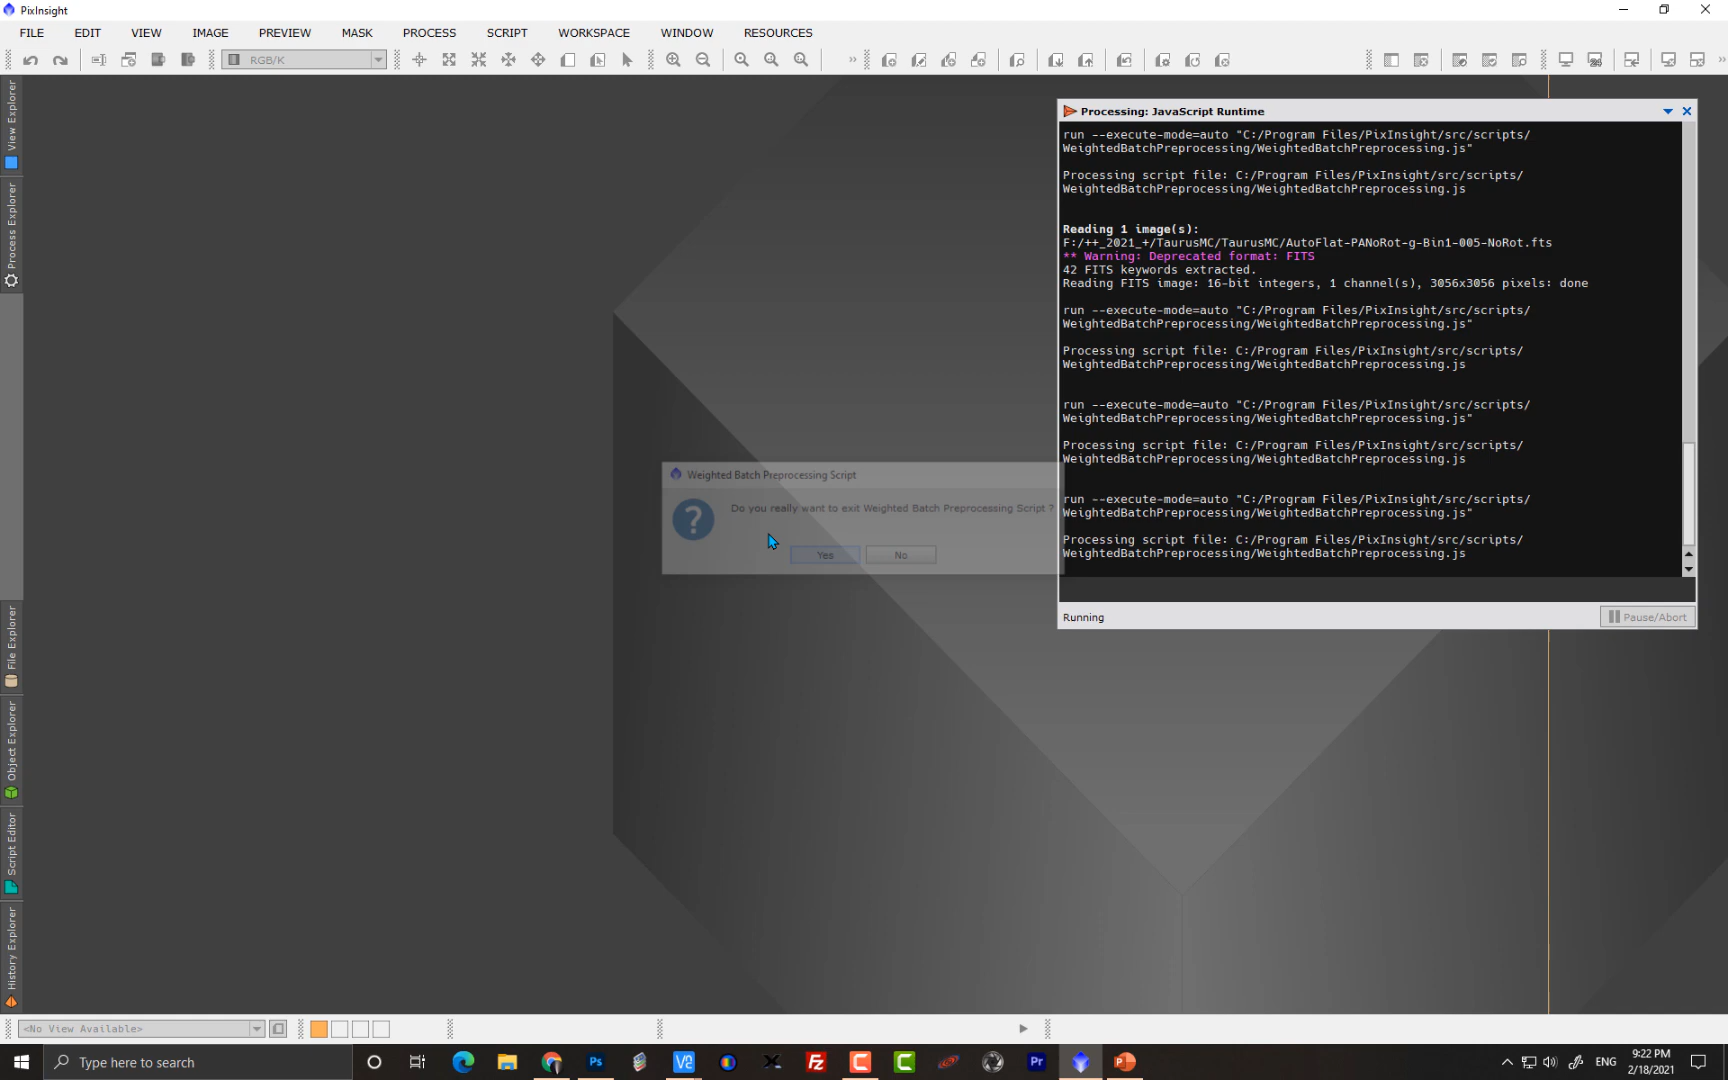 PixInsight
FILE EDIT VIEW IMAGE PREVIEW MASK PROCESS SCRIPT WORKSPACE WINDOW RESOURCES
RGB/K
View Explorer
Process Explorer
File Explorer
Object Explorer
Script Editor
History Explorer
Processing: JavaScript Runtime
run --execute-mode=auto "C:/Program Files/PixInsight/src/scripts/
WeightedBatchPreprocessing/WeightedBatchPreprocessing.js"
Processing script file: C:/Program Files/PixInsight/src/scripts/
WeightedBatchPreprocessing/WeightedBatchPreprocessing.js
Reading 1 image(s):
F:/++_2021_+/TaurusMC/TaurusMC/AutoFlat-PANoRot-g-Bin1-005-NoRot.fts
** Warning: Deprecated format: FITS
42 FITS keywords extracted.
Reading FITS image: 16-bit integers, 1 channel(s), 3056x3056 pixels: done
run --execute-mode=auto "C:/Program Files/PixInsight/src/scripts/
WeightedBatchPreprocessing/WeightedBatchPreprocessing.js"
Processing script file: C:/Program Files/PixInsight/src/scripts/
WeightedBatchPreprocessing/WeightedBatchPreprocessing.js
run --execute-mode=auto "C:/Program Files/PixInsight/src/scripts/
WeightedBatchPreprocessing/WeightedBatchPreprocessing.js"
Processing script file: C:/Program Files/PixInsight/src/scripts/
WeightedBatchPreprocessing/WeightedBatchPreprocessing.js
run --execute-mode=auto "C:/Program Files/PixInsight/src/scripts/
WeightedBatchPreprocessing/WeightedBatchPreprocessing.js"
Processing script file: C:/Program Files/PixInsight/src/scripts/
WeightedBatchPreprocessing/WeightedBatchPreprocessing.js
Running
Pause/Abort
Weighted Batch Preprocessing Script
Do you really want to exit Weighted Batch Preprocessing Script ?
Yes No
<No View Available>
Type here to search
Ps
Fz
Pr
ENG
9:22 PM
2/18/2021